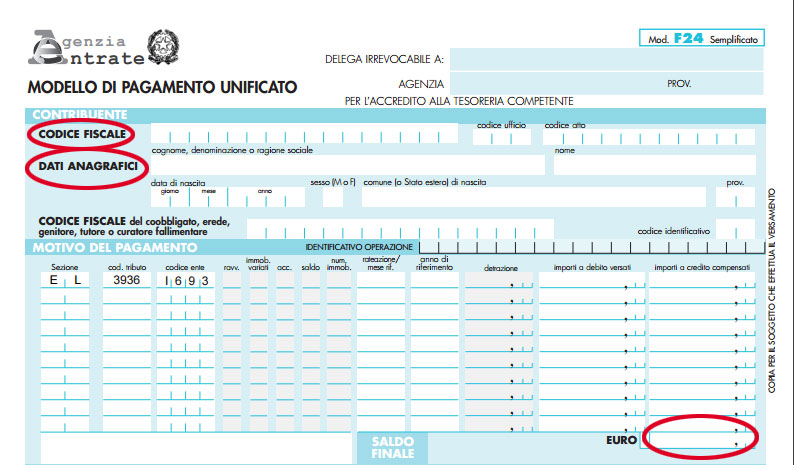 Agenzia
Entrate
Mod. F24 Semplificato
DELEGA IRREVOCABILE A:
MODELLO DI PAGAMENTO UNIFICATO
AGENZIA PROV.
PER L'ACCREDITO ALLA TESORERIA COMPETENTE
CONTRIBUENTE
CODICE FISCALE codice ufficio codice atto
cognome, denominazione o ragione sociale nome
DATI ANAGRAFICI
data di nascita sesso (M o F) comune (o Stato estero) di nascita prov.
giorno mese anno
CODICE FISCALE del coobbligato, erede,
genitore, tutore o curatore fallimentare codice identificativo
MOTIVO DEL PAGAMENTO IDENTIFICATIVO OPERAZIONE
Sezione cod. tributo codice ente ravv. immob. variati acc. saldo num. immob. rateazione/ mese rif. anno di riferimento detrazione importi a debito versati importi a credito compensati
E L 3936 I 6 9 3
SALDO
FINALE
EURO
COPIA PER IL SOGGETTO CHE EFFETTUA IL VERSAMENTO